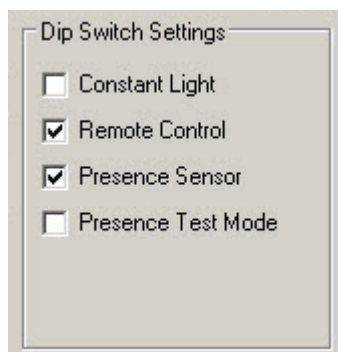 Dip Switch Settings
Constant Light
Remote Control
Presence Sensor
Presence Test Mode